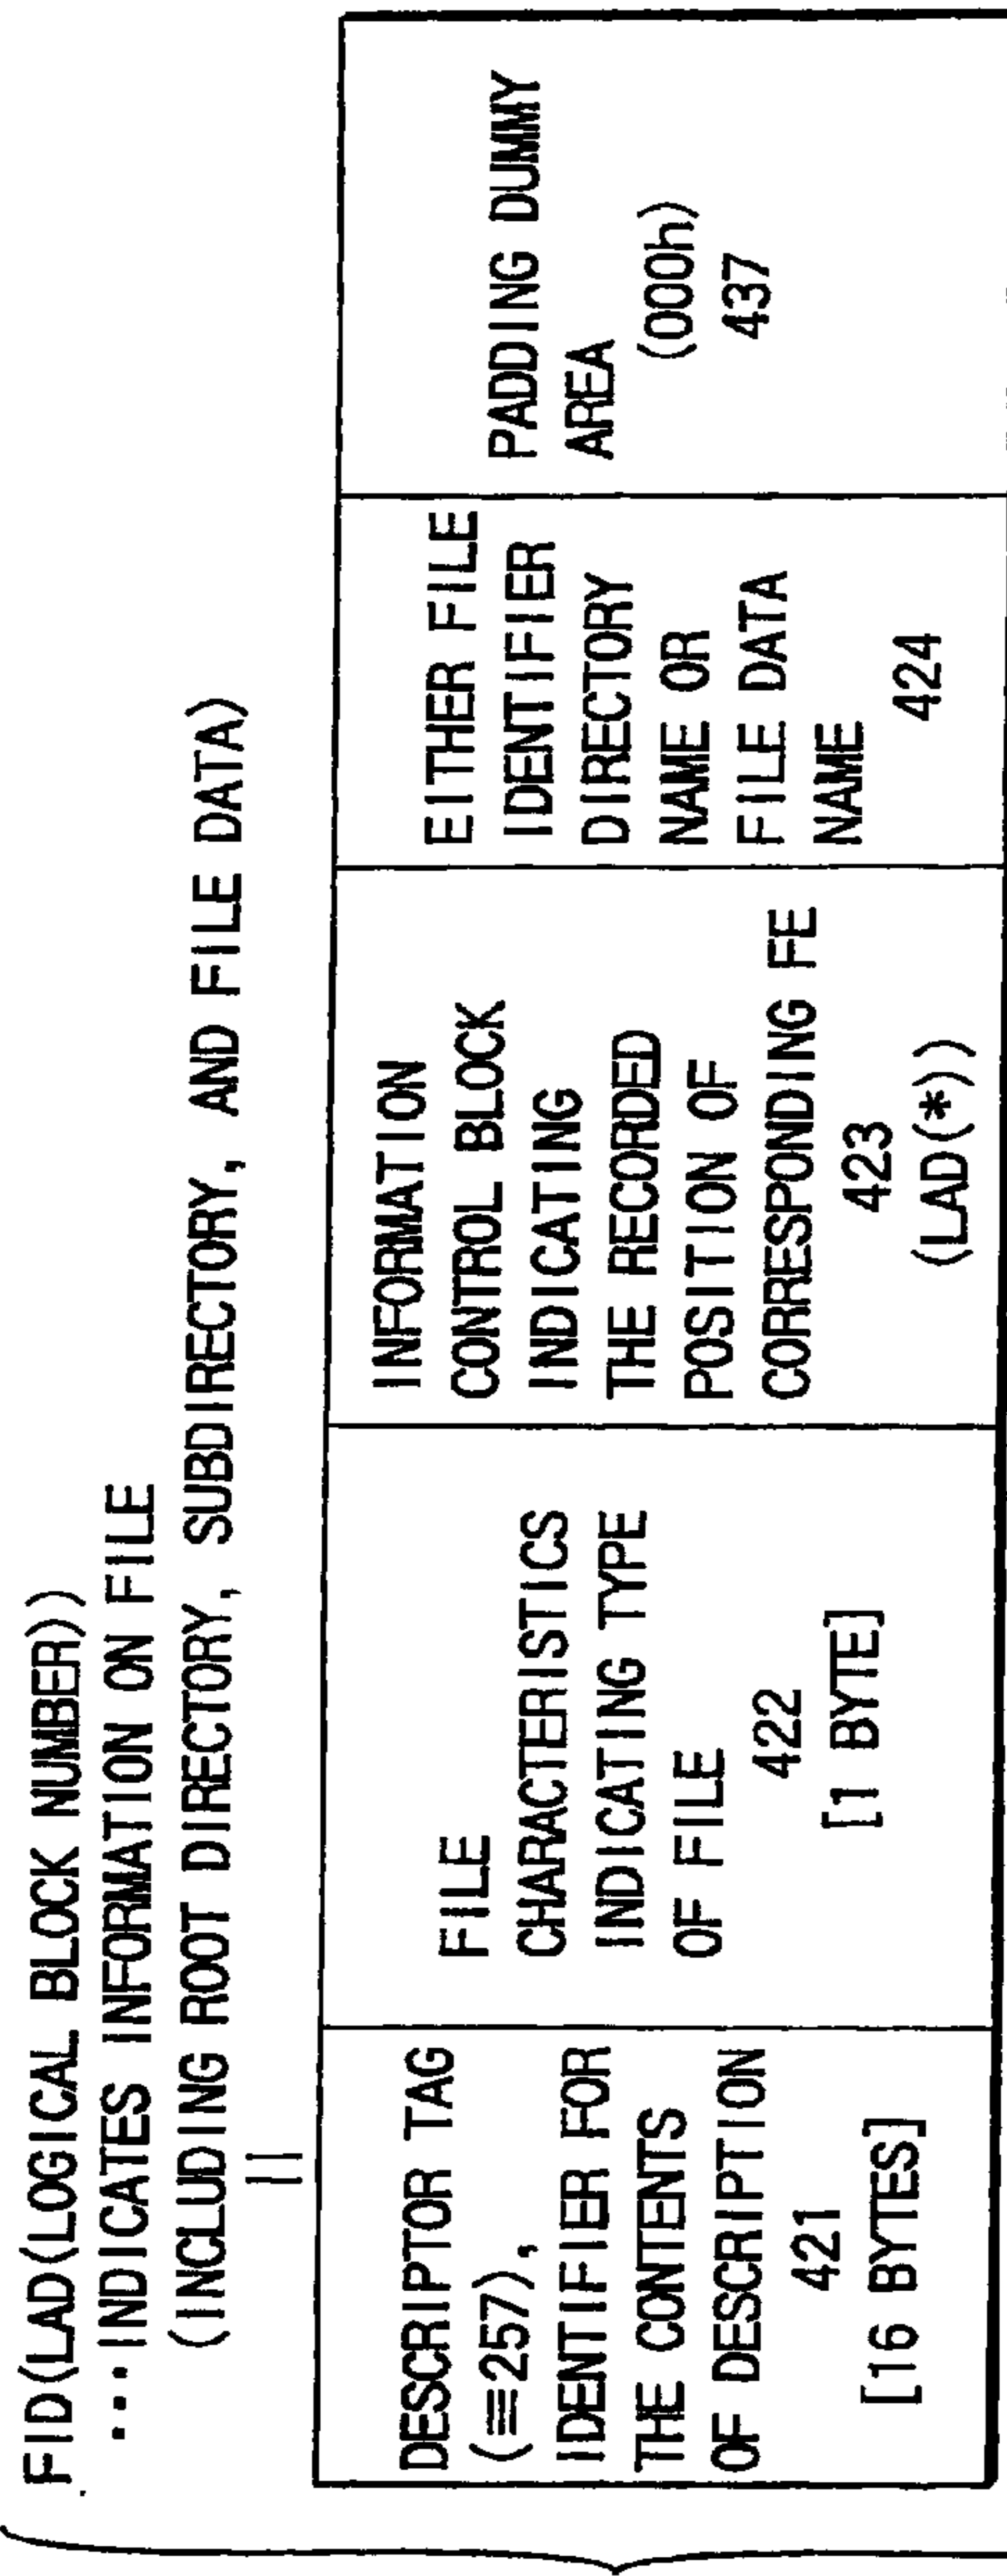 FID(LAD(LOGICAL BLOCK NUMBER))
••• INDICATES INFORMATION ON FILE
(INCLUDING ROOT DIRECTORY, SUBDIRECTORY, AND FILE DATA)
||
DESCRIPTOR TAG
(≡257),
IDENTIFIER FOR
THE CONTENTS
OF DESCRIPTION
421
[16 BYTES]
FILE
CHARACTERISTICS
INDICATING TYPE
OF FILE
422
[1 BYTE]
INFORMATION
CONTROL BLOCK
INDICATING
THE RECORDED
POSITION OF
CORRESPONDING FE
423
(LAD(*))
EITHER FILE
IDENTIFIER
DIRECTORY
NAME OR
FILE DATA
NAME
424
PADDING DUMMY
AREA
(000h)
437